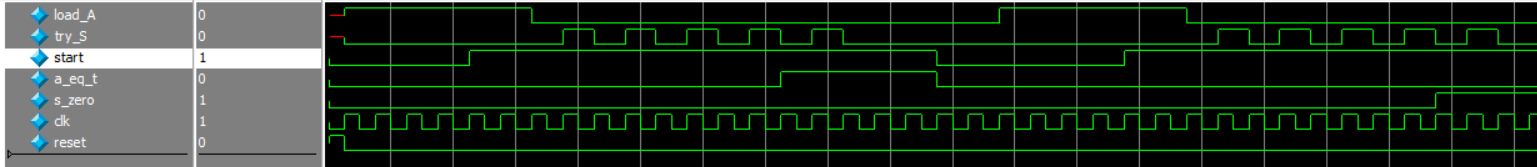 load_A 0
try_S 0
start 1
a_eq_t 0
s_zero 1
clk 1
reset 0